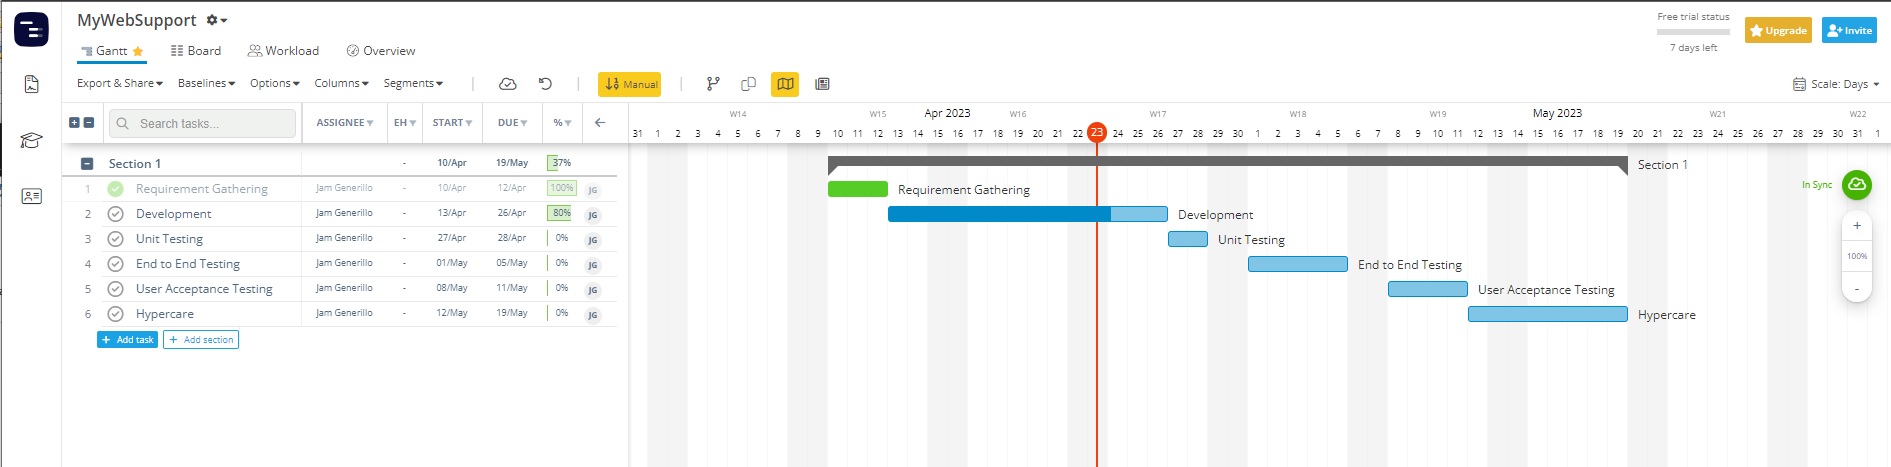 MyWebSupport
Free trial status
7 days left
Upgrade
Invite
Gantt Board Workload Overview
Export & Share Baselines Options Columns Segments Manual Scale: Days
Search tasks... ASSIGNEE EH START DUE %
W14 W15 Apr 2023 W16 W17 W18 W19 May 2023 W21 W22
31 1 2 3 4 5 6 7 8 9 10 11 12 13 14 15 16 17 18 19 20 21 22 23 24 25 26 27 28 29 30 1 2 3 4 5 6 7 8 9 10 11 12 13 14 15 16 17 18 19 20 21 22 23 24 25 26 27 28 29 30 31 1
Section 1 - 10/Apr 19/May 37% Section 1
1 Requirement Gathering Jam Generillo - 10/Apr 12/Apr 100% JG Requirement Gathering
2 Development Jam Generillo - 13/Apr 26/Apr 80% JG Development
3 Unit Testing Jam Generillo - 27/Apr 28/Apr 0% JG Unit Testing
4 End to End Testing Jam Generillo - 01/May 05/May 0% JG End to End Testing
5 User Acceptance Testing Jam Generillo - 08/May 11/May 0% JG User Acceptance Testing
6 Hypercare Jam Generillo - 12/May 19/May 0% JG Hypercare
+ Add task + Add section
In Sync
+
100%
-